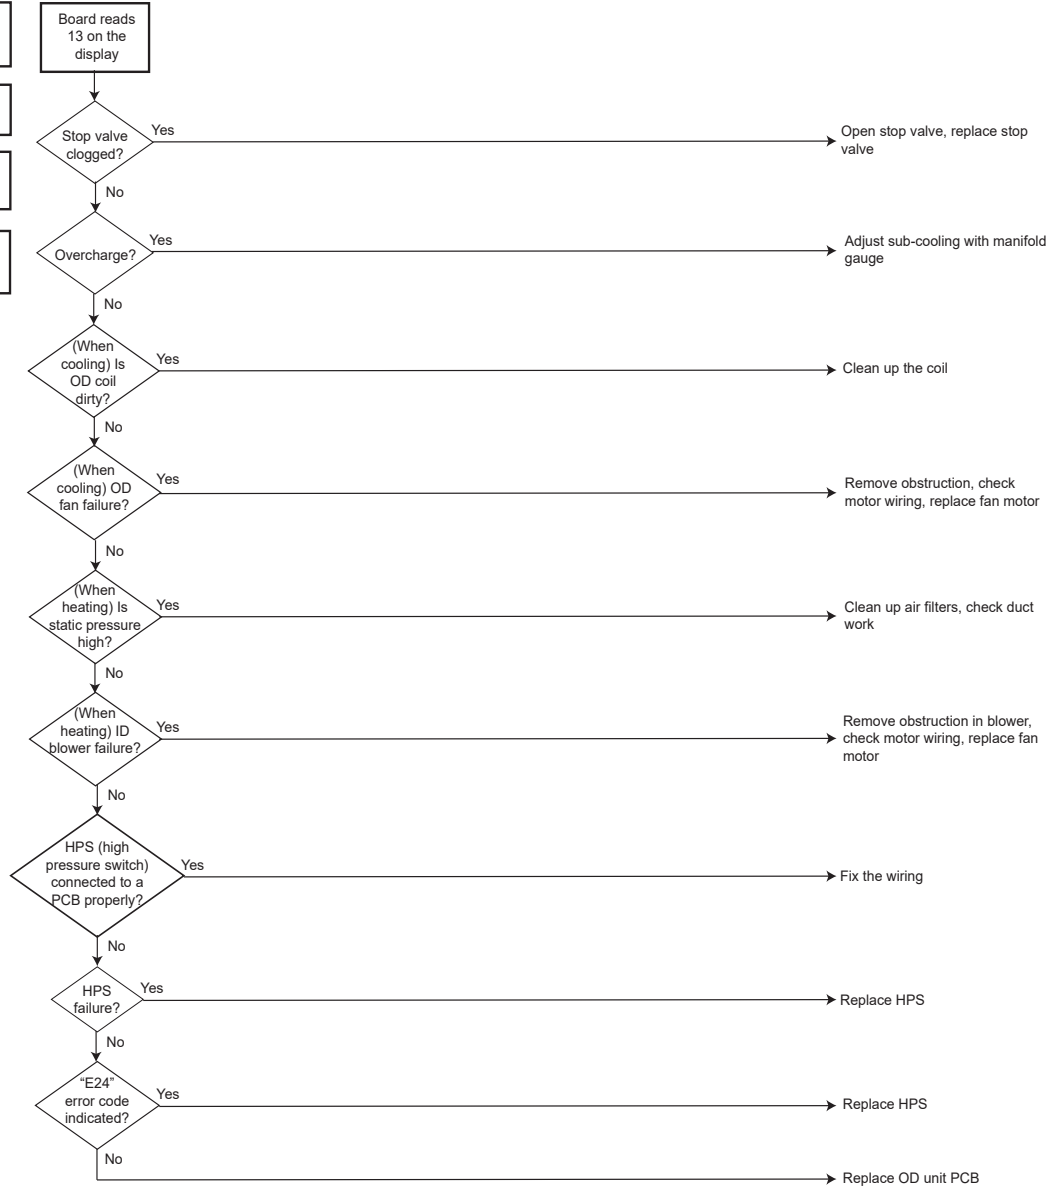 Board reads
13 on the
display
Stop valve
clogged?
Yes
Open stop valve, replace stop
valve
No
Overcharge?
Yes
Adjust sub-cooling with manifold
gauge
No
(When
cooling) Is
OD coil
dirty?
Yes
Clean up the coil
No
(When
cooling) OD
fan failure?
Yes
Remove obstruction, check
motor wiring, replace fan motor
No
(When
heating) Is
static pressure
high?
Yes
Clean up air filters, check duct
work
No
(When
heating) ID
blower failure?
Yes
Remove obstruction in blower,
check motor wiring, replace fan
motor
No
HPS (high
pressure switch)
connected to a
PCB properly?
Yes
Fix the wiring
No
HPS
failure?
Yes
Replace HPS
No
“E24”
error code
indicated?
Yes
Replace HPS
No
Replace OD unit PCB